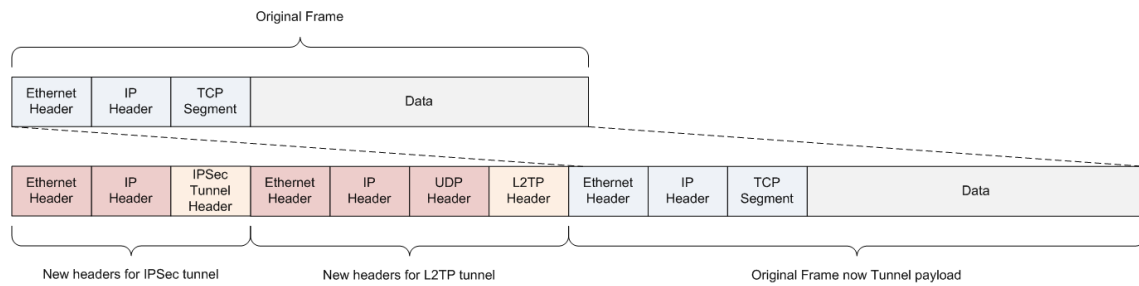 Original Frame
Ethernet Header
IP Header
TCP Segment
Data
Ethernet Header
IP Header
IPSec Tunnel Header
Ethernet Header
IP Header
UDP Header
L2TP Header
Ethernet Header
IP Header
TCP Segment
Data
New headers for IPSec tunnel
New headers for L2TP tunnel
Original Frame now Tunnel payload